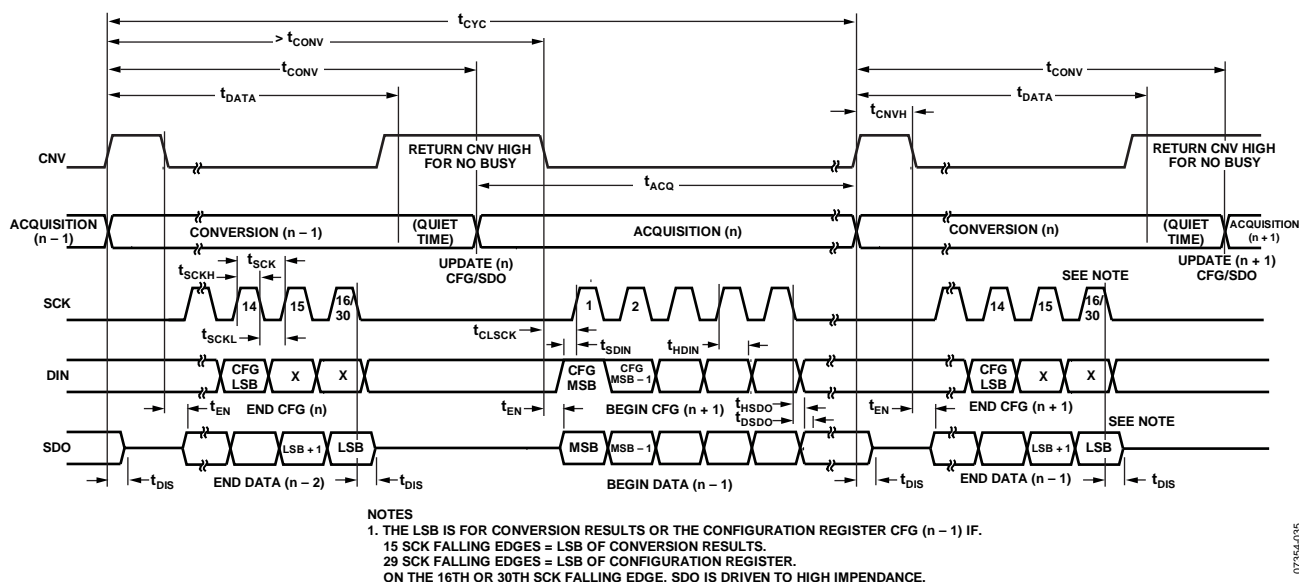 tCYC
> tCONV
tCONV
tCONV
tDATA
tDATA
tCNVH
CNV
RETURN CNV HIGH
FOR NO BUSY
RETURN CNV HIGH
FOR NO BUSY
tACQ
ACQUISITION
(n – 1)
CONVERSION (n – 1)
(QUIET
TIME)
ACQUISITION (n)
CONVERSION (n)
(QUIET
TIME)
ACQUISITION
(n + 1)
UPDATE (n)
CFG/SDO
UPDATE (n + 1)
CFG/SDO
tSCK
tSCKH
SEE NOTE
SCK
14
15
16/
30
1
2
14
15
16/
30
tSCKL
tCLSCK
tSDIN
tHDIN
DIN
CFG
LSB
X
X
CFG
MSB
CFG
MSB – 1
CFG
LSB
X
X
tEN
END CFG (n)
tEN
BEGIN CFG (n + 1)
tHSDO
tDSDO
tEN
END CFG (n + 1)
SEE NOTE
SDO
LSB + 1
LSB
MSB
MSB – 1
LSB + 1
LSB
tDIS
END DATA (n – 2)
tDIS
BEGIN DATA (n – 1)
tDIS
END DATA (n – 1)
tDIS
NOTES
1. THE LSB IS FOR CONVERSION RESULTS OR THE CONFIGURATION REGISTER CFG (n – 1) IF.
15 SCK FALLING EDGES = LSB OF CONVERSION RESULTS.
29 SCK FALLING EDGES = LSB OF CONFIGURATION REGISTER.
ON THE 16TH OR 30TH SCK FALLING EDGE, SDO IS DRIVEN TO HIGH IMPENDANCE.
07354-035